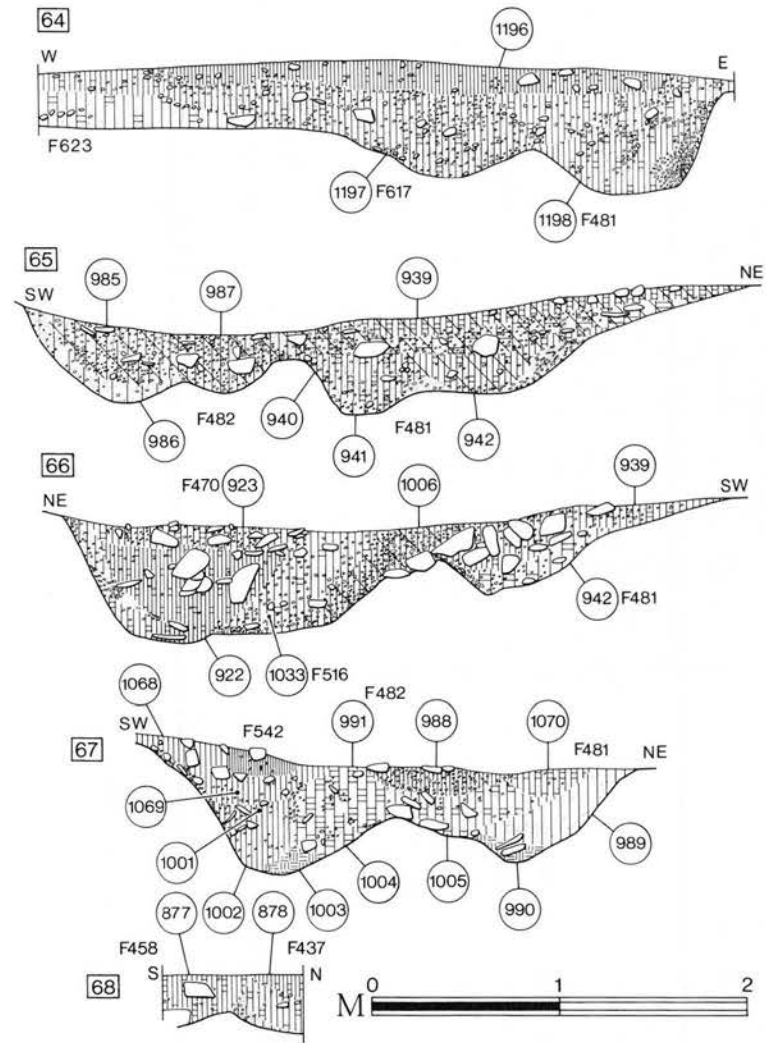 64
W
1196
E
F623
1197 F617
1198 F481
65
SW
985
987
939
NE
986
F482
940
941
F481
942
66
NE
F470 923
1006
939
SW
922
1033 F516
942 F481
67
1068
SW
F542
F482
991
988
1070
F481
NE
1069
1001
1002
1003
1004
1005
990
989
68
877
878
F458
F437
S
N
M
0
1
2